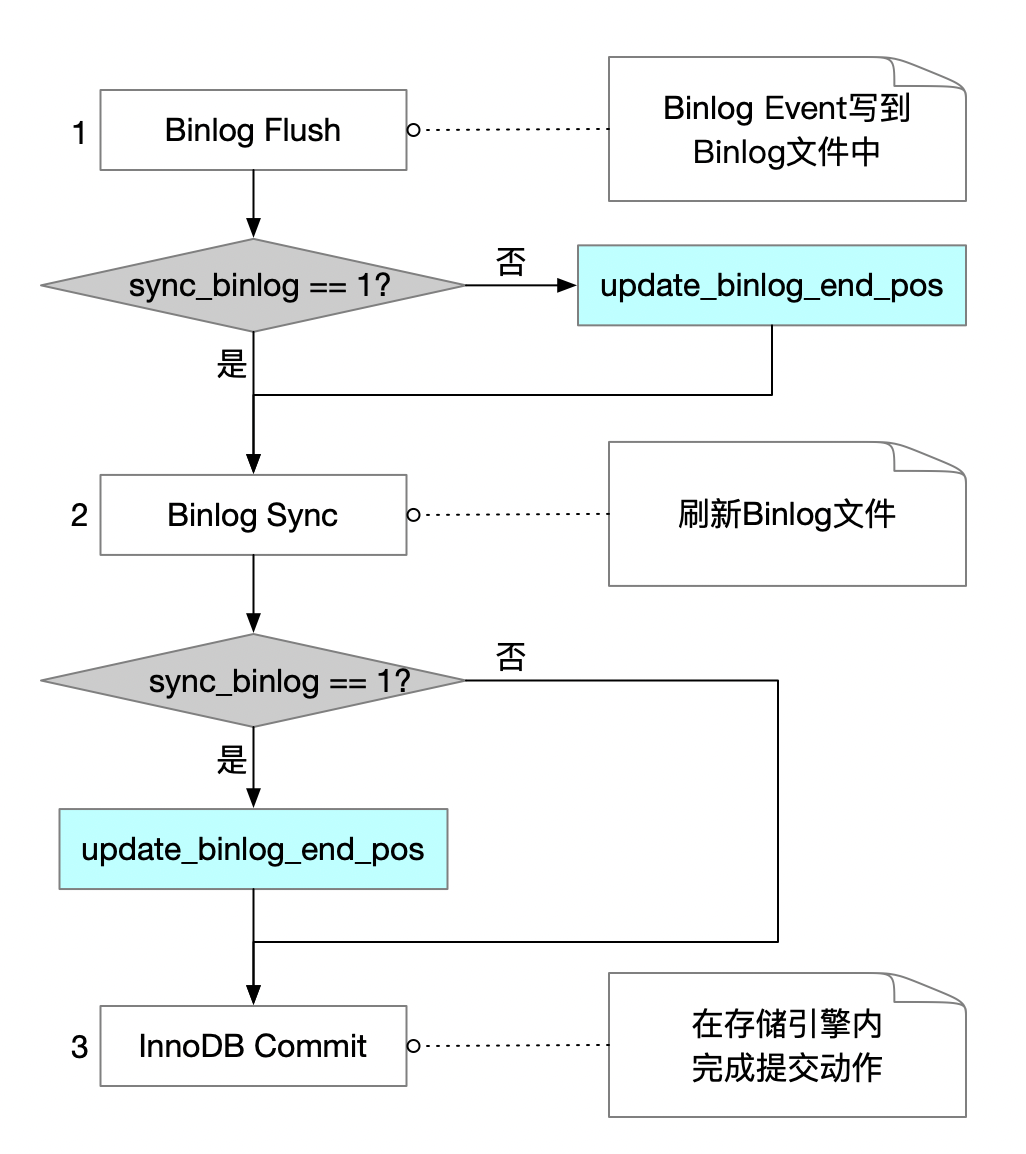 1
Binlog Flush
Binlog Event写到
Binlog文件中
sync_binlog == 1?
否
update_binlog_end_pos
是
2
Binlog Sync
刷新Binlog文件
sync_binlog == 1?
否
是
update_binlog_end_pos
3
InnoDB Commit
在存储引擎内
完成提交动作